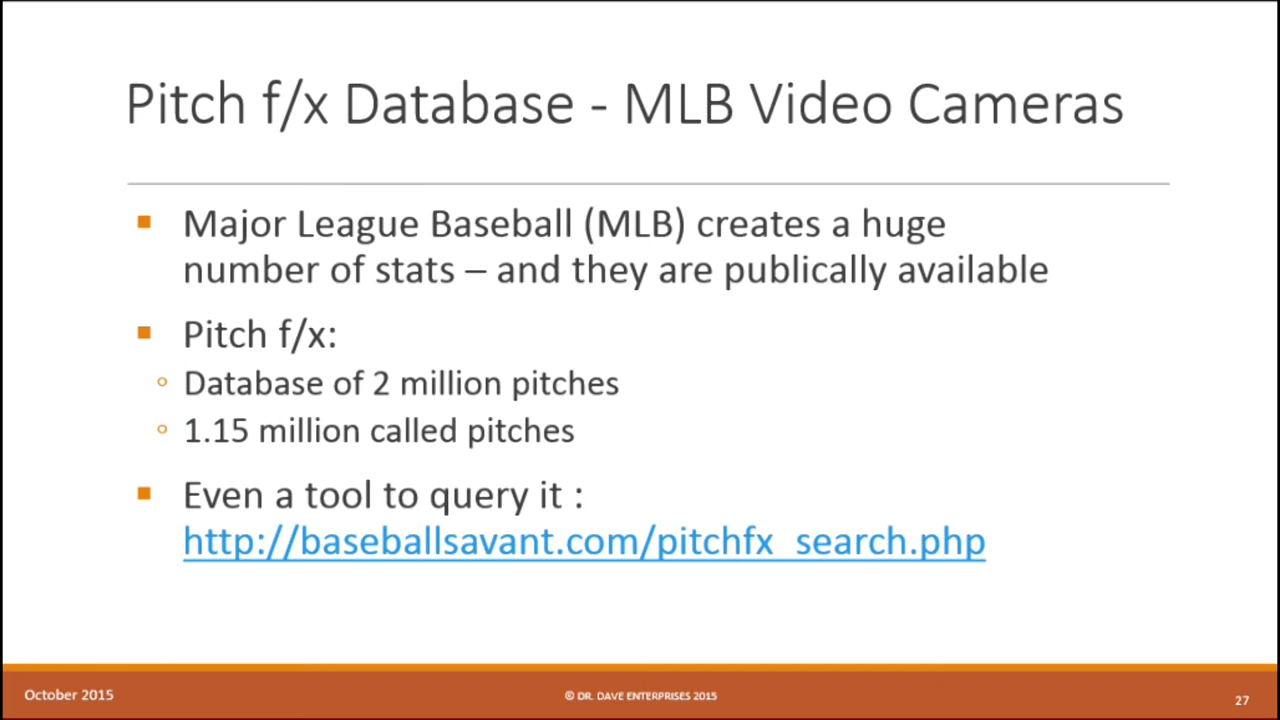 Pitch f/x Database - MLB Video Cameras
Major League Baseball (MLB) creates a huge
number of stats – and they are publically available
Pitch f/x:
Database of 2 million pitches
1.15 million called pitches
Even a tool to query it :
http://baseballsavant.com/pitchfx_search.php
October 2015
© DR. DAVE ENTERPRISES 2015
27